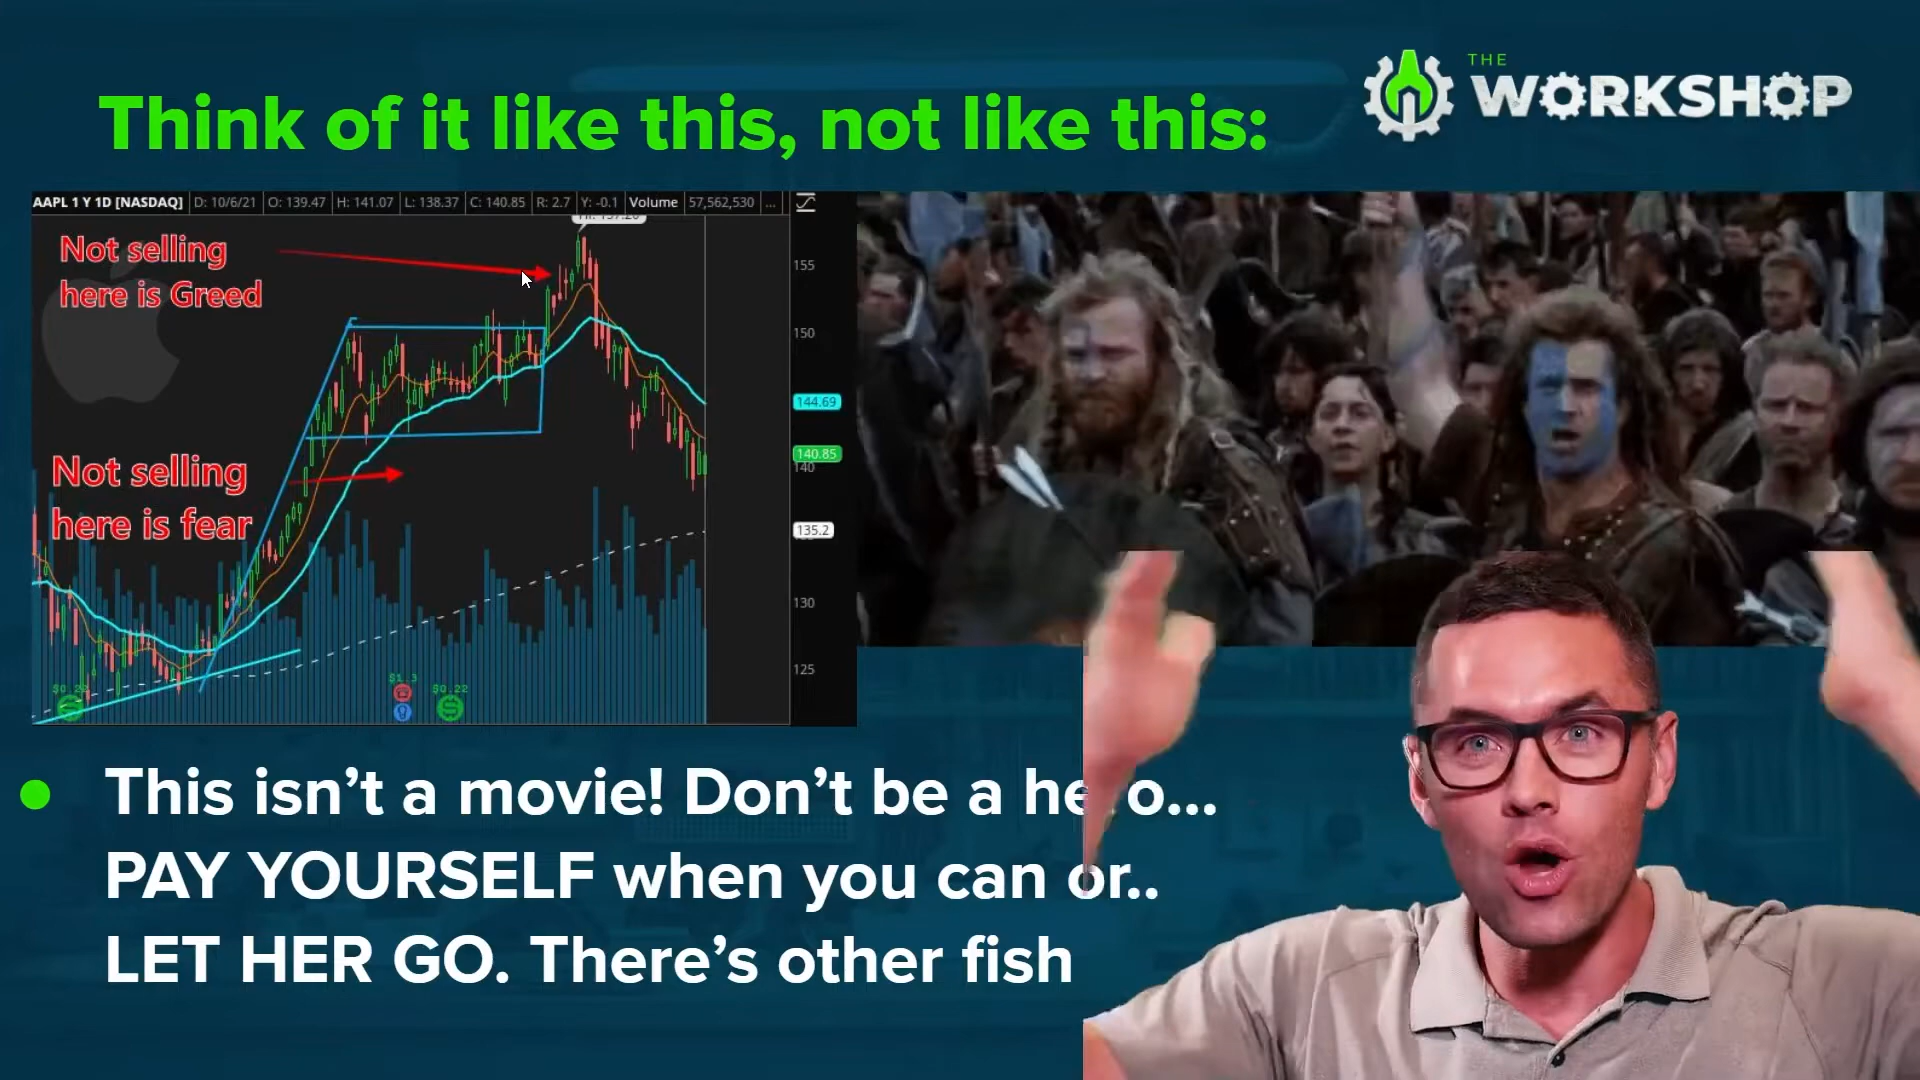 THE
WORKSHOP
Think of it like this, not like this:
AAPL 1 Y 1D [NASDAQ] D: 10/6/21 O: 139.47 H: 141.07 L: 138.37 C: 140.85 R: 2.7 Y: -0.1 Volume 57,562,530 ...
Not selling
here is Greed
155
150
144.69
140.85
140
Not selling
here is fear
135.2
130
125
$0.22
This isn’t a movie! Don’t be a hero...
PAY YOURSELF when you can or..
LET HER GO. There’s other fish